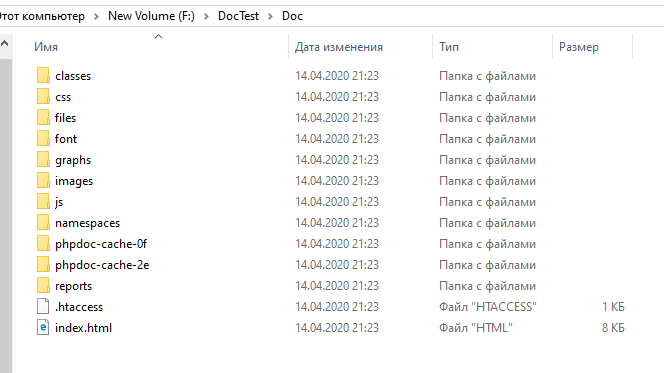 Этот компьютер > New Volume (F:) > DocTest > Doc
Имя Дата изменения Тип Размер
classes 14.04.2020 21:23 Папка с файлами
css 14.04.2020 21:23 Папка с файлами
files 14.04.2020 21:23 Папка с файлами
font 14.04.2020 21:23 Папка с файлами
graphs 14.04.2020 21:23 Папка с файлами
images 14.04.2020 21:23 Папка с файлами
js 14.04.2020 21:23 Папка с файлами
namespaces 14.04.2020 21:23 Папка с файлами
phpdoc-cache-0f 14.04.2020 21:23 Папка с файлами
phpdoc-cache-2e 14.04.2020 21:23 Папка с файлами
reports 14.04.2020 21:23 Папка с файлами
.htaccess 14.04.2020 21:23 Файл "HTACCESS" 1 КБ
index.html 14.04.2020 21:23 Файл "HTML" 8 КБ